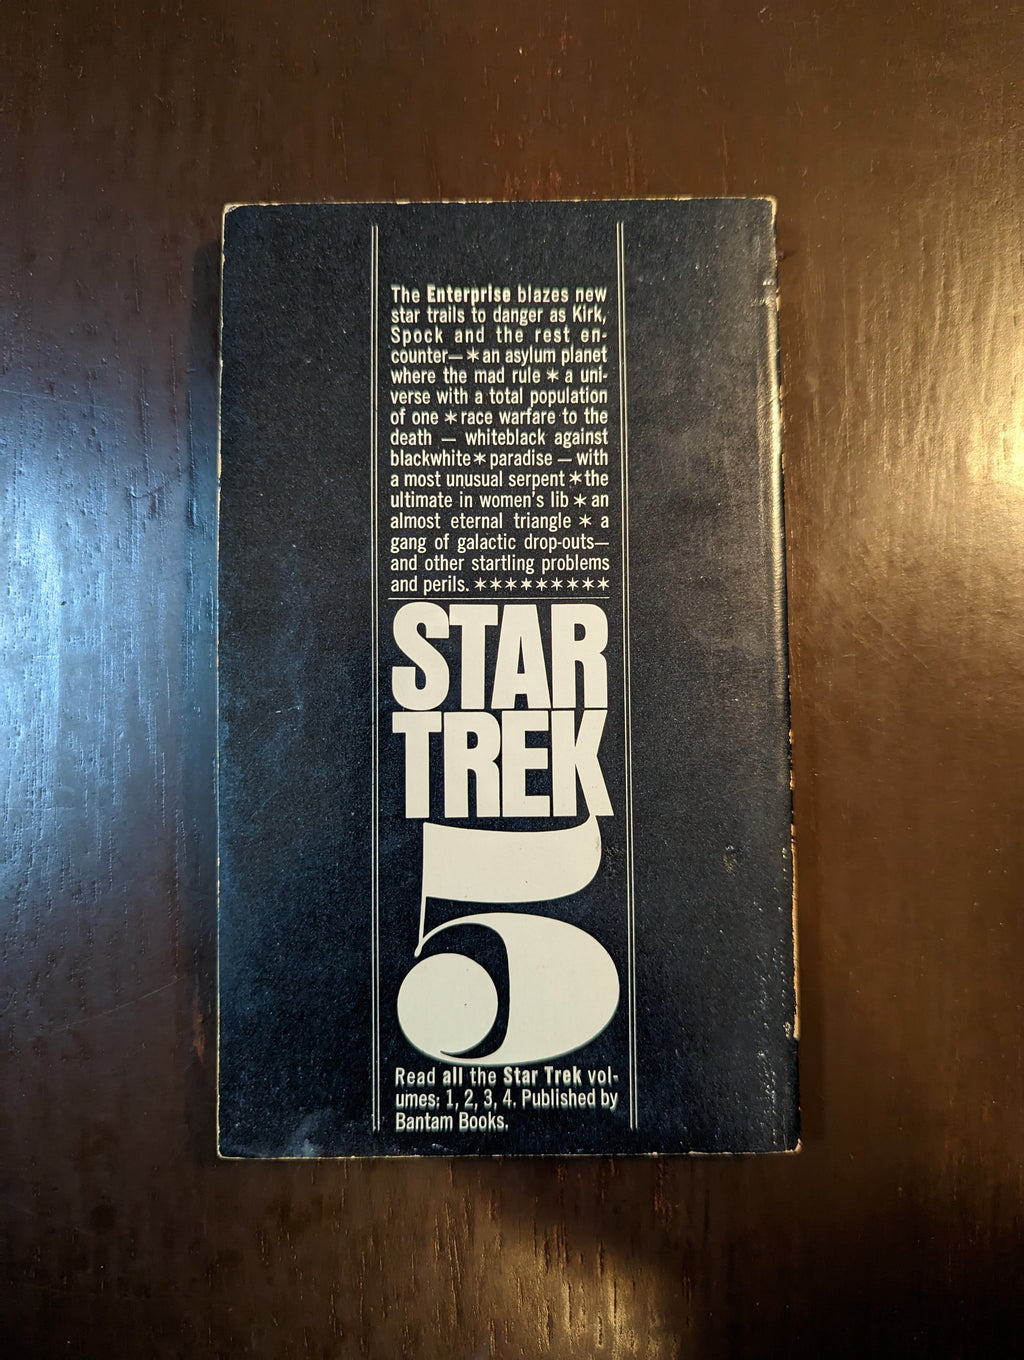 The Enterprise blazes new
star trails to danger as Kirk,
Spock and the rest en-
counter—*an asylum planet
where the mad rule * a uni-
verse with a total population
of one *race warfare to the
death — whiteblack against
blackwhite* paradise — with
a most unusual serpent *the
ultimate in women's lib * an
almost eternal triangle * a
gang of galactic drop-outs—
and other startling problems
and perils. *********
STAR
TREK
5
Read all the Star Trek vol-
umes: 1, 2, 3, 4. Published by
Bantam Books.